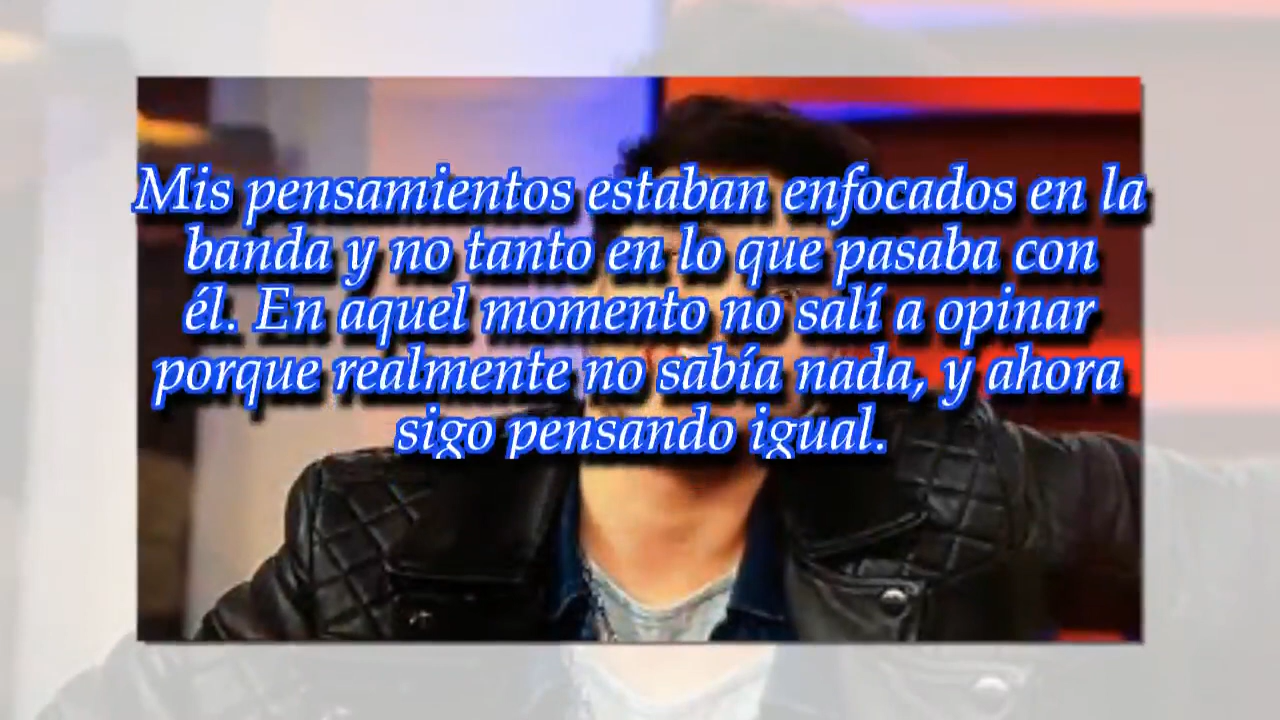 Mis pensamientos estaban enfocados en la
banda y no tanto en lo que pasaba con
él. En aquel momento no salí a opinar
porque realmente no sabía nada, y ahora
sigo pensando igual.